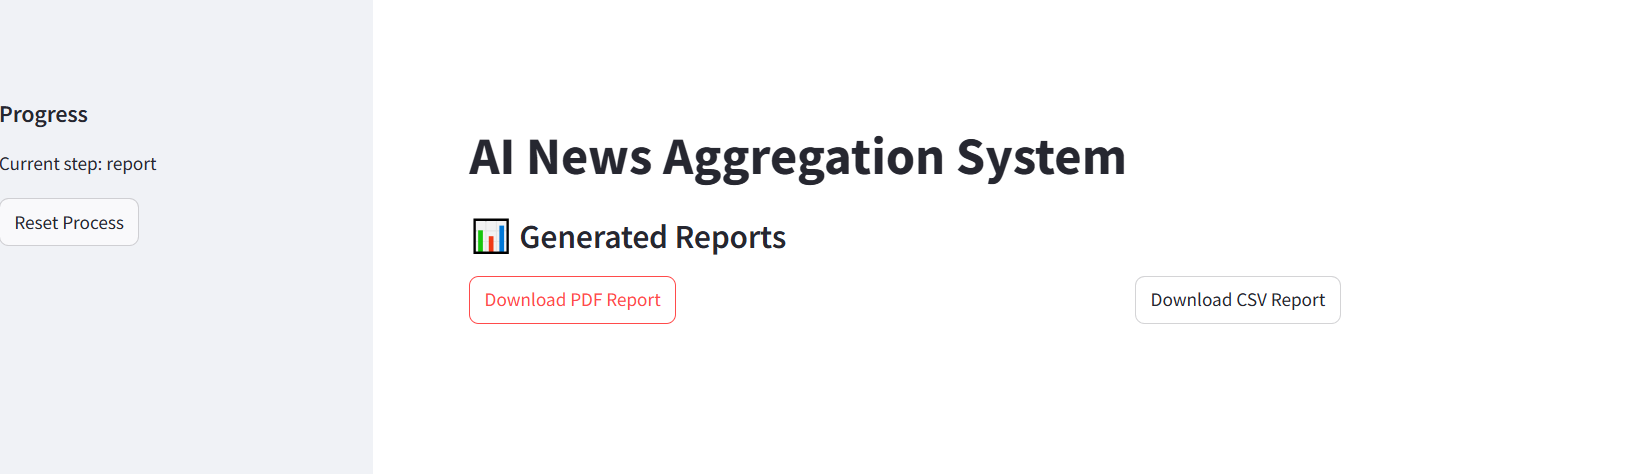 Progress
Current step: report
Reset Process
AI News Aggregation System
📊 Generated Reports
Download PDF Report
Download CSV Report